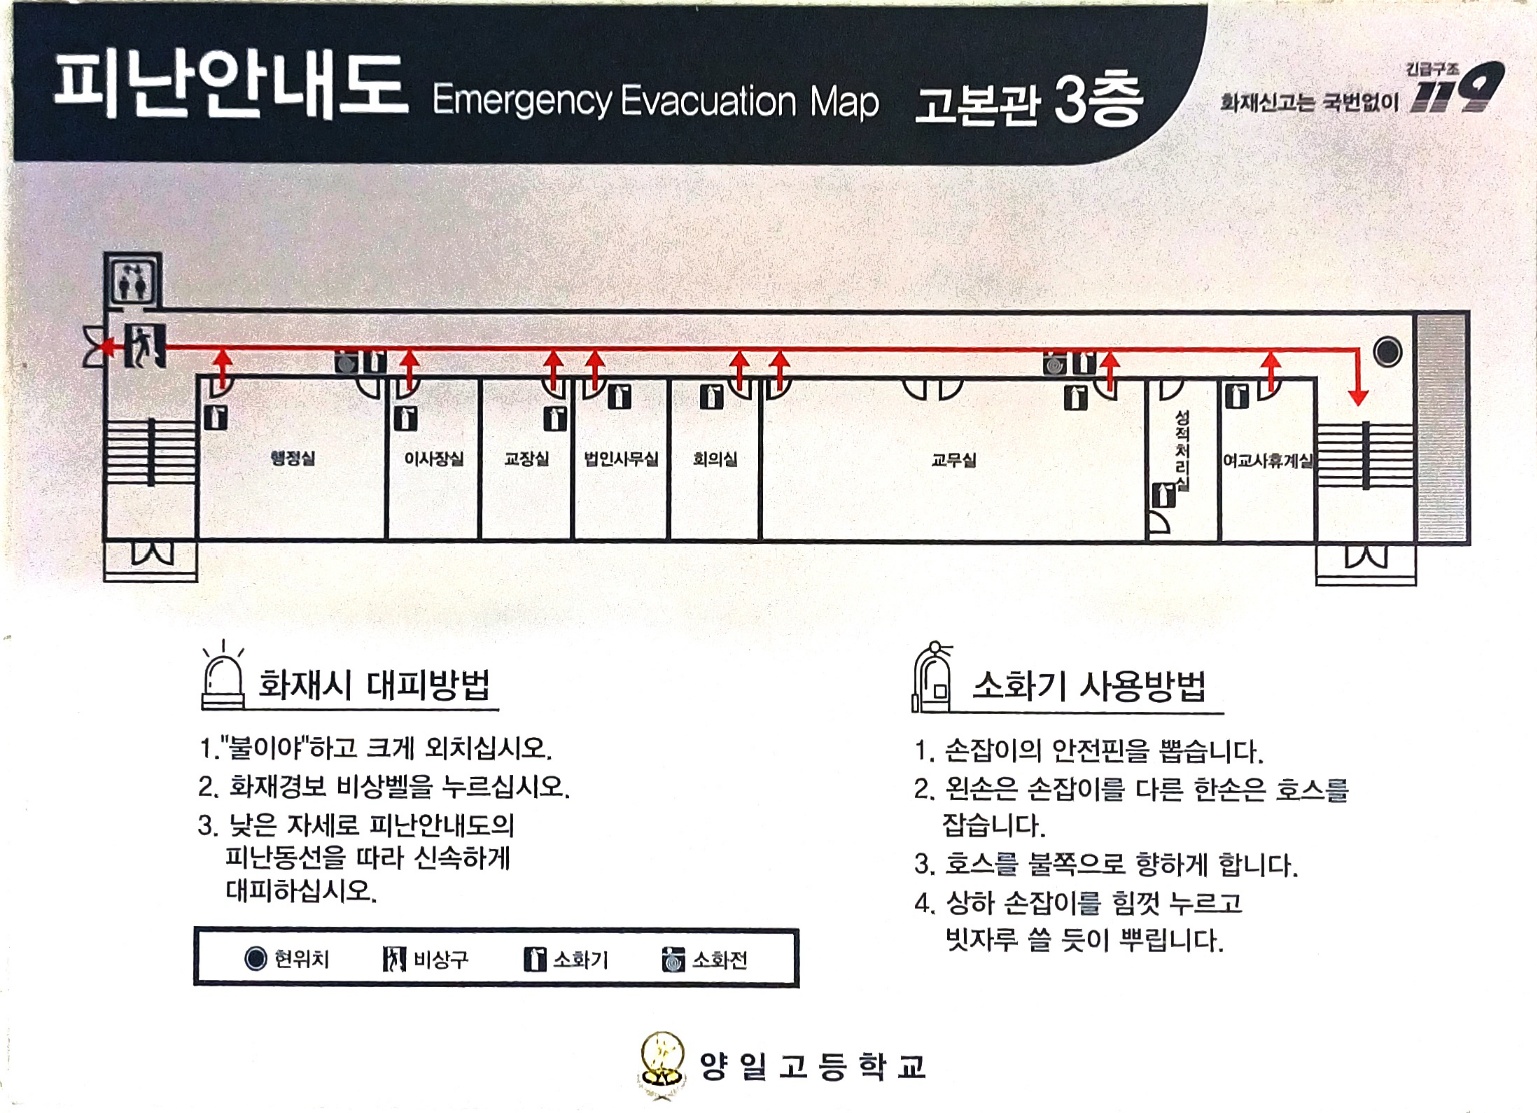 피난안내도 Emergency Evacuation Map 고본관 3층
긴급구조
화재신고는 국번없이 119
행정실
이사장실
교장실
법인사무실
회의실
교무실
성적처리실
여교사휴게실
화재시 대피방법
1."불이야"하고 크게 외치십시오.
2. 화재경보 비상벨을 누르십시오.
3. 낮은 자세로 피난안내도의
피난동선을 따라 신속하게
대피하십시오.
현위치
비상구
소화기
소화전
소화기 사용방법
1. 손잡이의 안전핀을 뽑습니다.
2. 왼손은 손잡이를 다른 한손은 호스를
잡습니다.
3. 호스를 불쪽으로 향하게 합니다.
4. 상하 손잡이를 힘껏 누르고
빗자루 쓸 듯이 뿌립니다.
양일고등학교